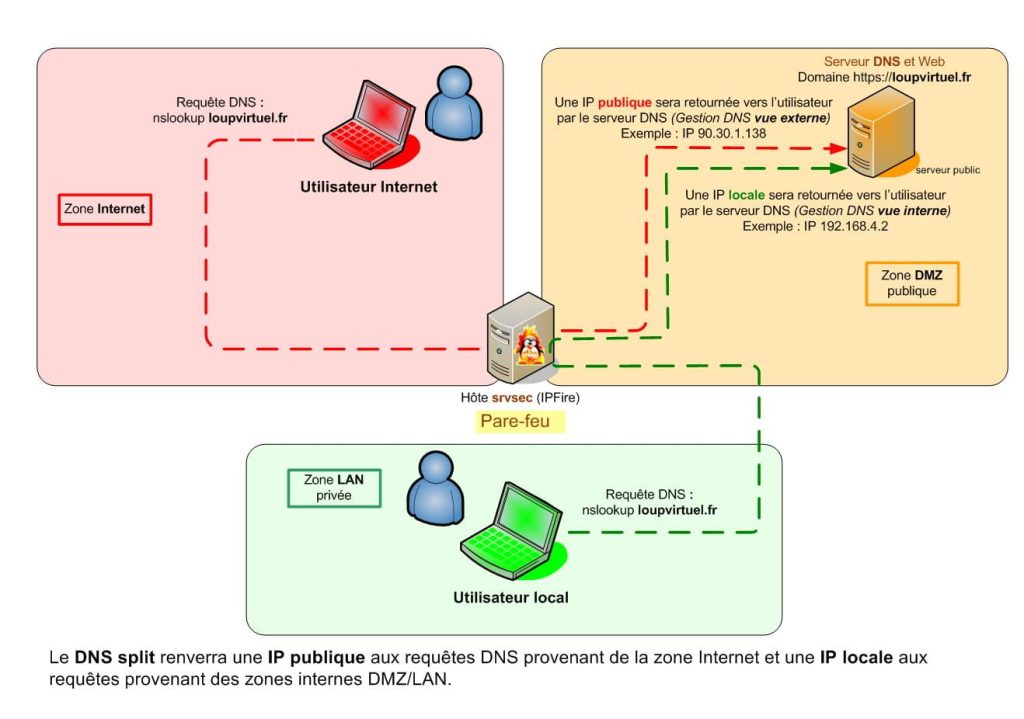 Requête DNS :
nslookup loupvirtuel.fr
Utilisateur Internet
Zone Internet
Serveur DNS et Web
Domaine https://loupvirtuel.fr
Une IP publique sera retournée vers l'utilisateur
par le serveur DNS (Gestion DNS vue externe)
Exemple : IP 90.30.1.138
serveur public
Une IP locale sera retournée vers l'utilisateur
par le serveur DNS (Gestion DNS vue interne)
Exemple : IP 192.168.4.2
Zone DMZ
publique
Hôte srvsec (IPFire)
Pare-feu
Zone LAN
privée
Requête DNS :
nslookup loupvirtuel.fr
Utilisateur local
Le DNS split renverra une IP publique aux requêtes DNS provenant de la zone Internet et une IP locale aux
requêtes provenant des zones internes DMZ/LAN.